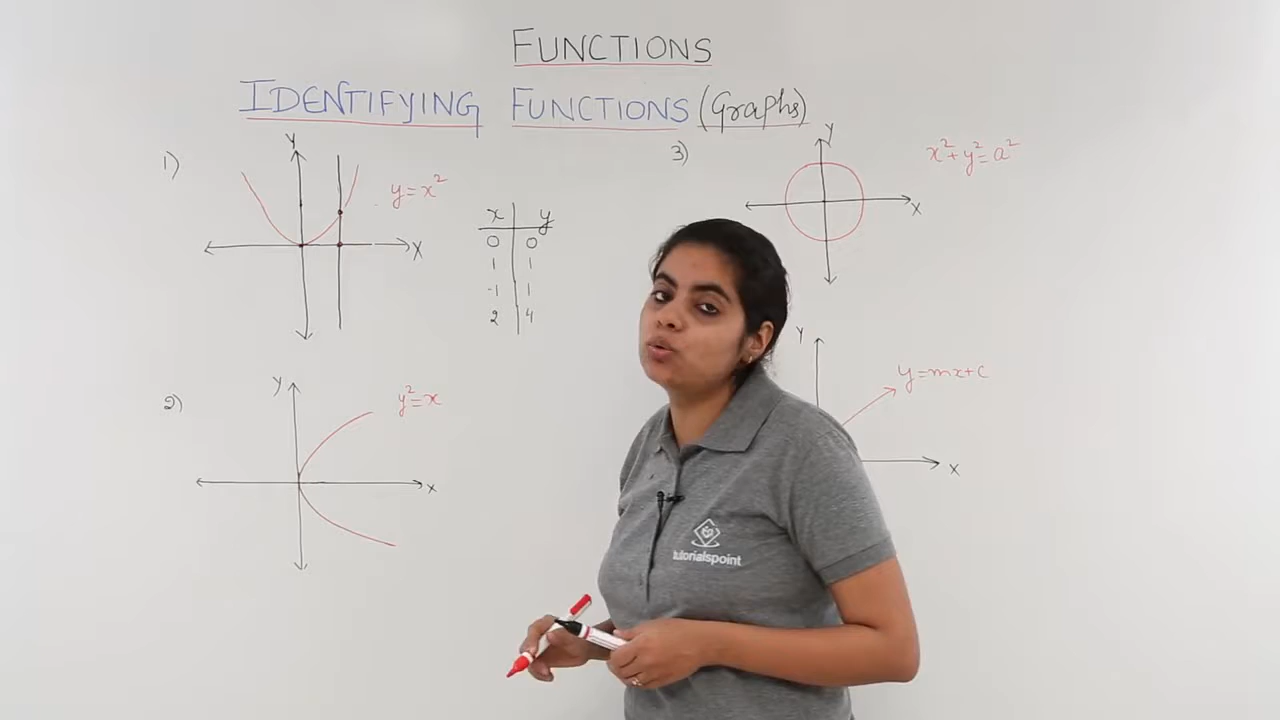 FUNCTIONS
IDENTIFYING FUNCTIONS (Graphs)
1)
Y
X
y = x²
x y
0 0
1 1
-1 1
2 4
3)
Y
X
x² + y² = a²
2)
Y
X
y² = x
Y
X
y = mx + c
tutorialspoint